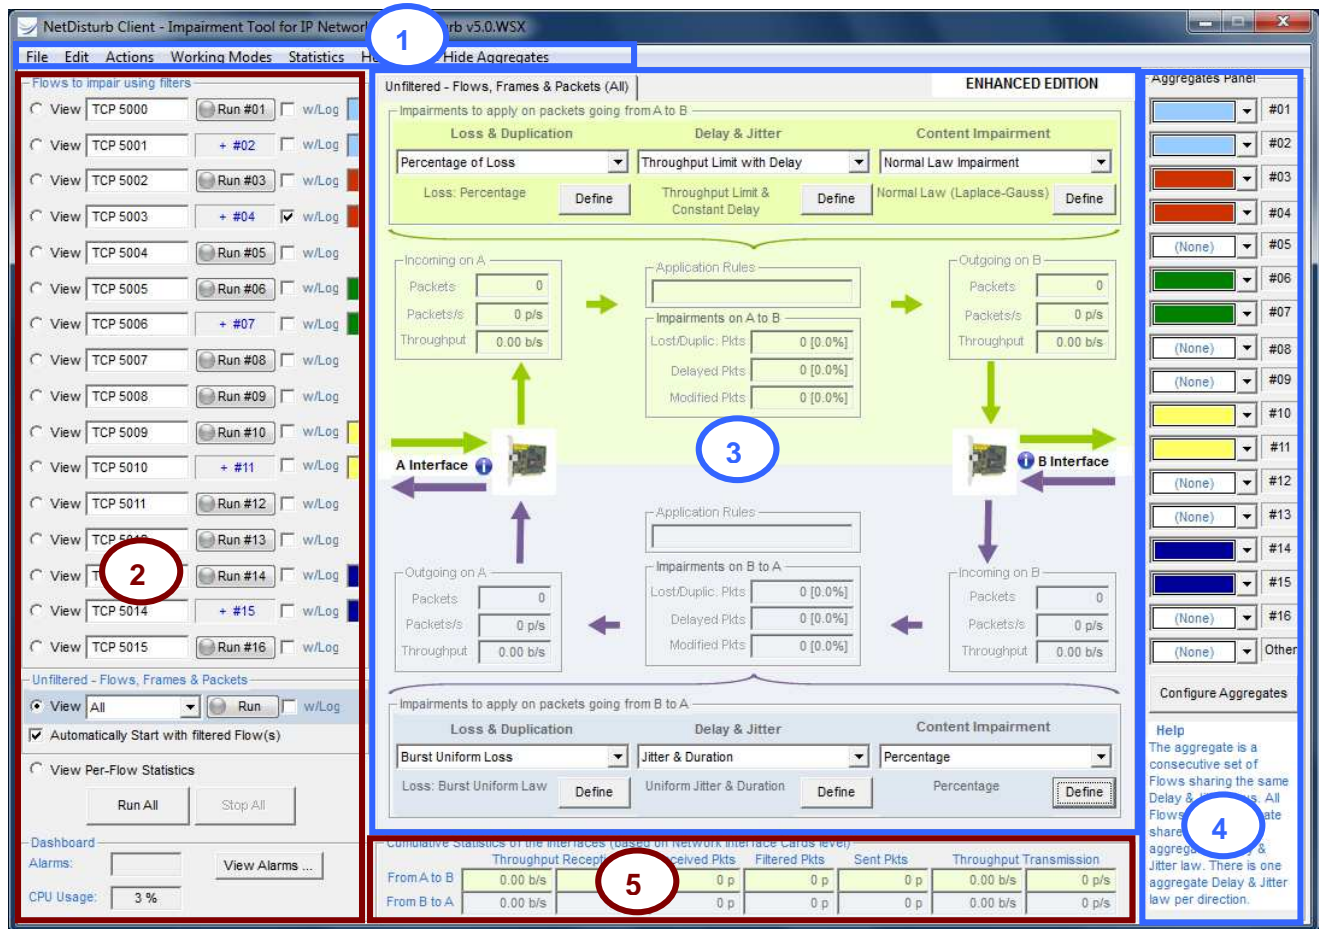 NetDisturb Client - Impairment Tool for IP Networ rb v5.0.WSX
1
File Edit Actions Working Modes Statistics He Hide Aggregates
Flows to impair using filters
View TCP 5000 Run #01 w/Log
View TCP 5001 + #02 w/Log
View TCP 5002 Run #03 w/Log
View TCP 5003 + #04 w/Log
View TCP 5004 Run #05 w/Log
View TCP 5005 Run #06 w/Log
View TCP 5006 + #07 w/Log
View TCP 5007 Run #08 w/Log
View TCP 5008 Run #09 w/Log
View TCP 5009 Run #10 w/Log
View TCP 5010 + #11 w/Log
View TCP 5011 Run #12 w/Log
View TCP Run #13 w/Log
View Run #14 w/Log
2
View TCP 5014 + #15 w/Log
View TCP 5015 Run #16 w/Log
Unfiltered - Flows, Frames & Packets
View All Run w/Log
Automatically Start with filtered Flow(s)
View Per-Flow Statistics
Run All Stop All
Dashboard
Alarms: View Alarms ...
CPU Usage: 3 %
Unfiltered - Flows, Frames & Packets (All)
ENHANCED EDITION
Impairments to apply on packets going from A to B
Loss & Duplication Delay & Jitter Content Impairment
Percentage of Loss Throughput Limit with Delay Normal Law Impairment
Loss: Percentage Define Throughput Limit & Constant Delay Define Normal Law (Laplace-Gauss) Define
Incoming on A
Packets 0
Packets/s 0 p/s
Throughput 0.00 b/s
Application Rules
Impairments on A to B
Lost/Duplic. Pkts 0 [0.0%]
Delayed Pkts 0 [0.0%]
Modified Pkts 0 [0.0%]
Outgoing on B
Packets 0
Packets/s 0 p/s
Throughput 0.00 b/s
3
A Interface
B Interface
Outgoing on A
Packets 0
Packets/s 0 p/s
Throughput 0.00 b/s
Application Rules
Impairments on B to A
Lost/Duplic. Pkts 0 [0.0%]
Delayed Pkts 0 [0.0%]
Modified Pkts 0 [0.0%]
Incoming on B
Packets 0
Packets/s 0 p/s
Throughput 0.00 b/s
Impairments to apply on packets going from B to A
Loss & Duplication Delay & Jitter Content Impairment
Burst Uniform Loss Jitter & Duration Percentage
Loss: Burst Uniform Law Define Uniform Jitter & Duration Define Percentage Define
Cumulative Statistics of the Interfaces (based on Network Interface Cards level)
Throughput Recepti ceived Pkts Filtered Pkts Sent Pkts Throughput Transmission
From A to B 0.00 b/s 0 p 0 p 0 p 0.00 b/s 0 p/s
From B to A 0.00 b/s 0 p 0 p 0 p 0.00 b/s 0 p/s
5
Aggregates Panel
#01
#02
#03
#04
(None) #05
#06
#07
(None) #08
(None) #09
#10
#11
(None) #12
(None) #13
#14
#15
(None) #16
(None) Other
Configure Aggregates
Help
The aggregate is a
consecutive set of
Flows sharing the same
Delay & us. All
Flows ate
share
aggrega &
Jitter law. There is one
aggregate Delay & Jitter
law per direction.
4